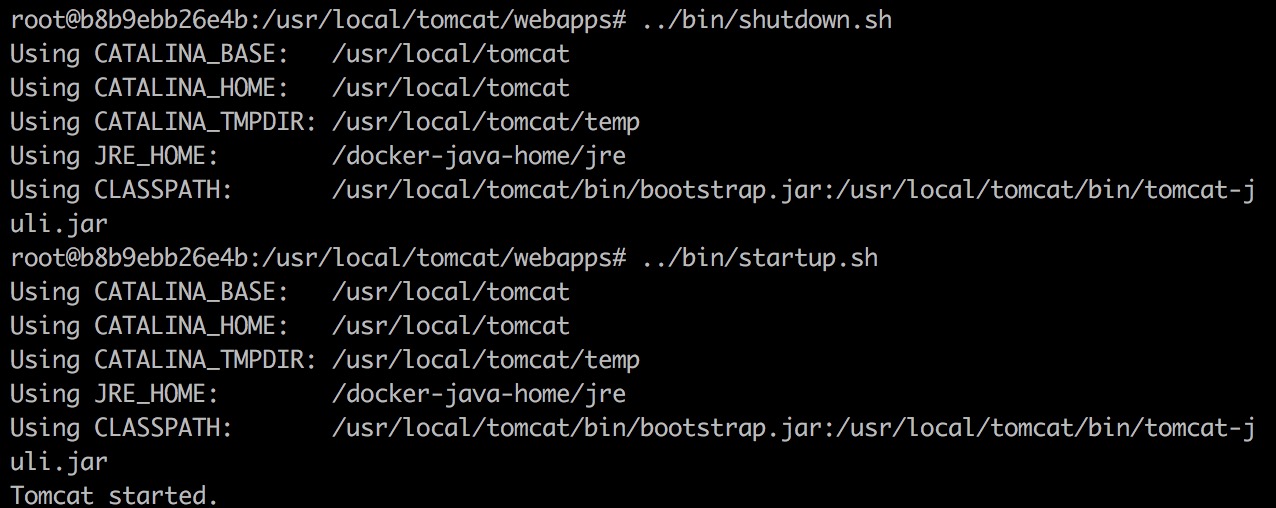 root@b8b9ebb26e4b:/usr/local/tomcat/webapps# ../bin/shutdown.sh
Using CATALINA_BASE:   /usr/local/tomcat
Using CATALINA_HOME:   /usr/local/tomcat
Using CATALINA_TMPDIR: /usr/local/tomcat/temp
Using JRE_HOME:        /docker-java-home/jre
Using CLASSPATH:       /usr/local/tomcat/bin/bootstrap.jar:/usr/local/tomcat/bin/tomcat-j
uli.jar
root@b8b9ebb26e4b:/usr/local/tomcat/webapps# ../bin/startup.sh
Using CATALINA_BASE:   /usr/local/tomcat
Using CATALINA_HOME:   /usr/local/tomcat
Using CATALINA_TMPDIR: /usr/local/tomcat/temp
Using JRE_HOME:        /docker-java-home/jre
Using CLASSPATH:       /usr/local/tomcat/bin/bootstrap.jar:/usr/local/tomcat/bin/tomcat-j
uli.jar
Tomcat started.